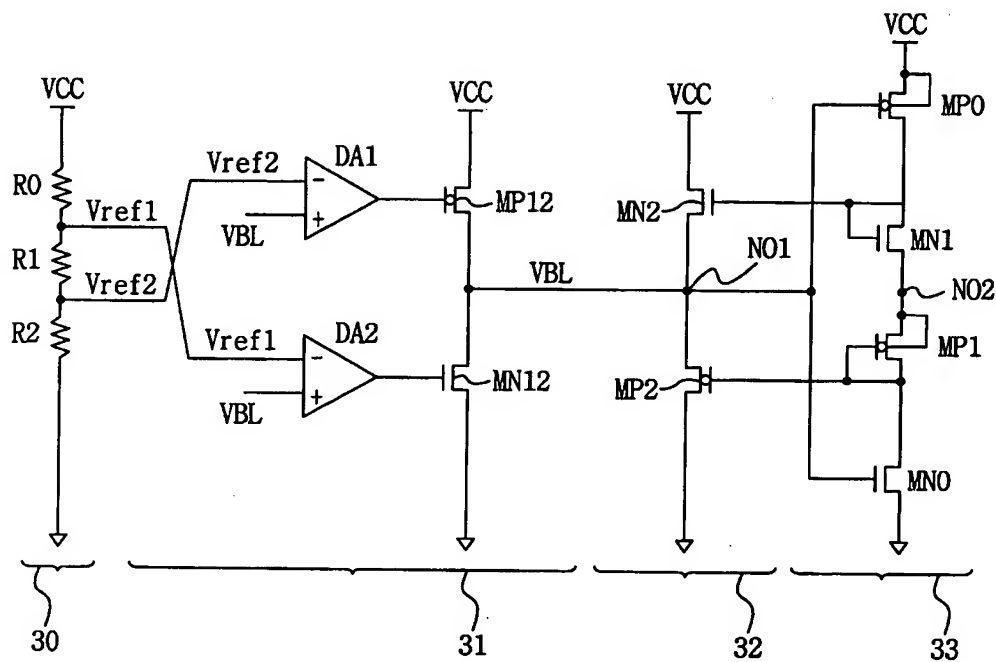 VCC
R0
Vref1
R1
Vref2
R2
Vref2
DA1
VBL
Vref1
DA2
VBL
VCC
MP12
MN12
VBL
VCC
MN2
NO1
MP2
VCC
MP0
MN1
NO2
MP1
MN0
30
31
32
33